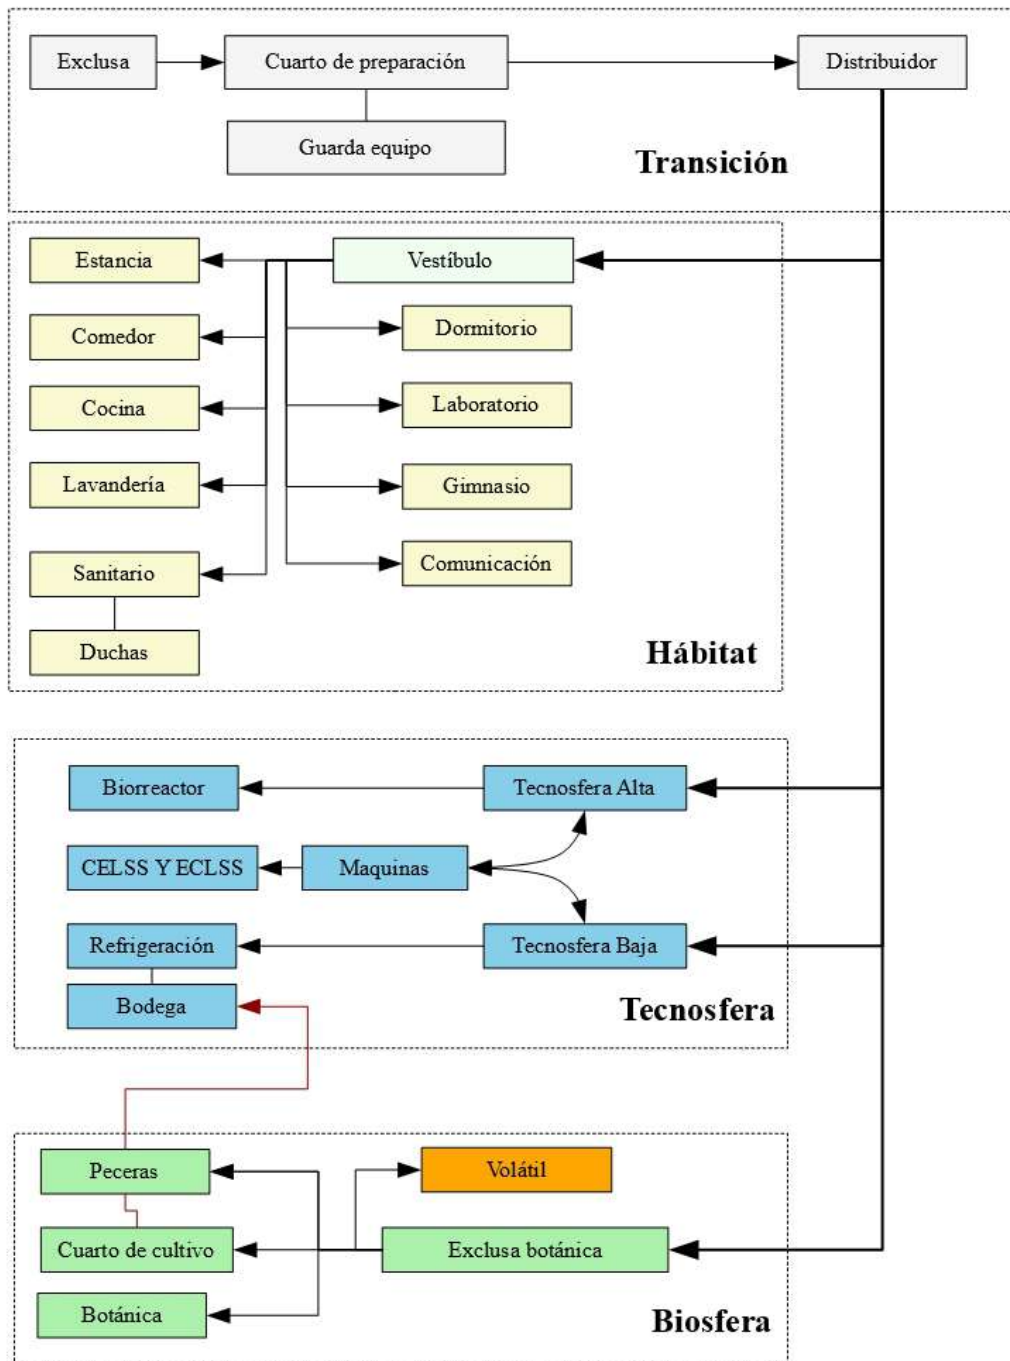 Exclusa
Cuarto de preparación
Distribuidor
Guarda equipo
Transición
Estancia
Vestíbulo
Comedor
Dormitorio
Cocina
Laboratorio
Lavandería
Gimnasio
Sanitario
Comunicación
Duchas
Hábitat
Biorreactor
Tecnosfera Alta
CELSS Y ECLSS
Maquinas
Refrigeración
Tecnosfera Baja
Bodega
Tecnosfera
Peceras
Volátil
Cuarto de cultivo
Exclusa botánica
Botánica
Biosfera